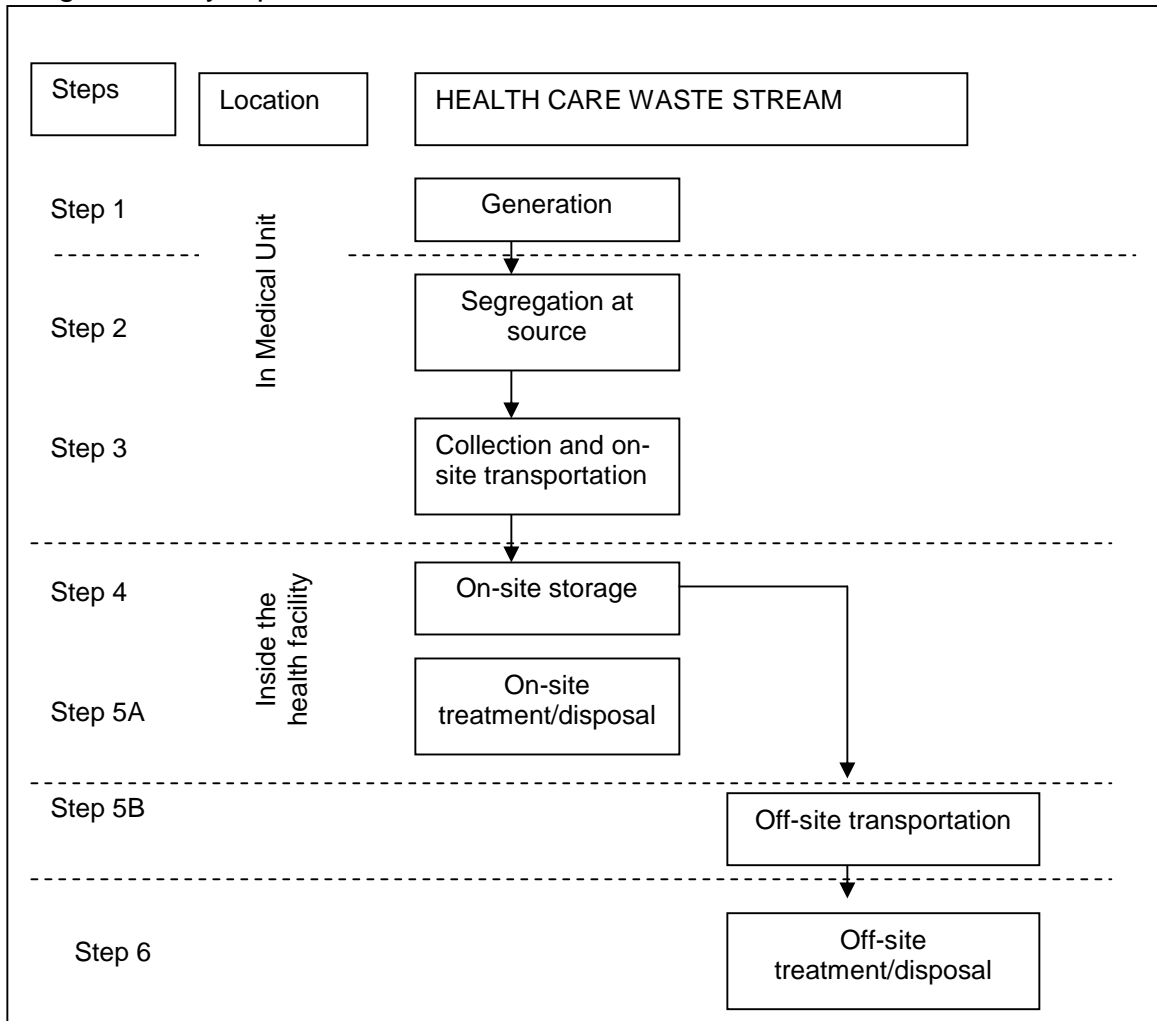 Steps
Location
HEALTH CARE WASTE STREAM
Step 1
Generation
In Medical Unit
Step 2
Segregation at
source
Step 3
Collection and on-
site transportation
Step 4
On-site storage
Inside the
health facility
Step 5A
On-site
treatment/disposal
Step 5B
Off-site transportation
Step 6
Off-site
treatment/disposal